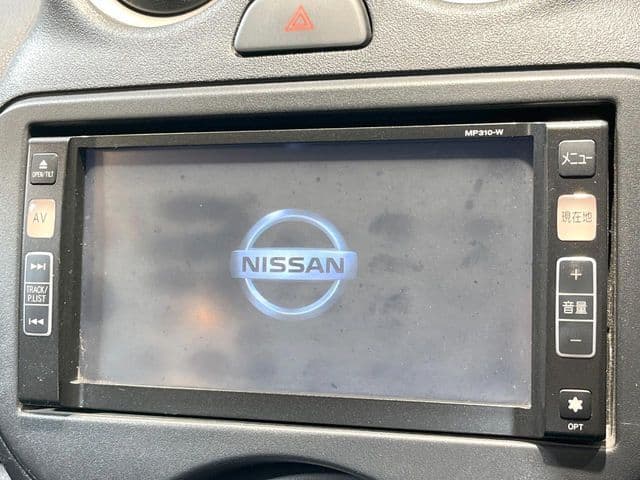 MP310-W
OPEN/TILT
メニュー
AV
現在地
TRACK/
P.LIST
NISSAN
+
音量
−
OPT